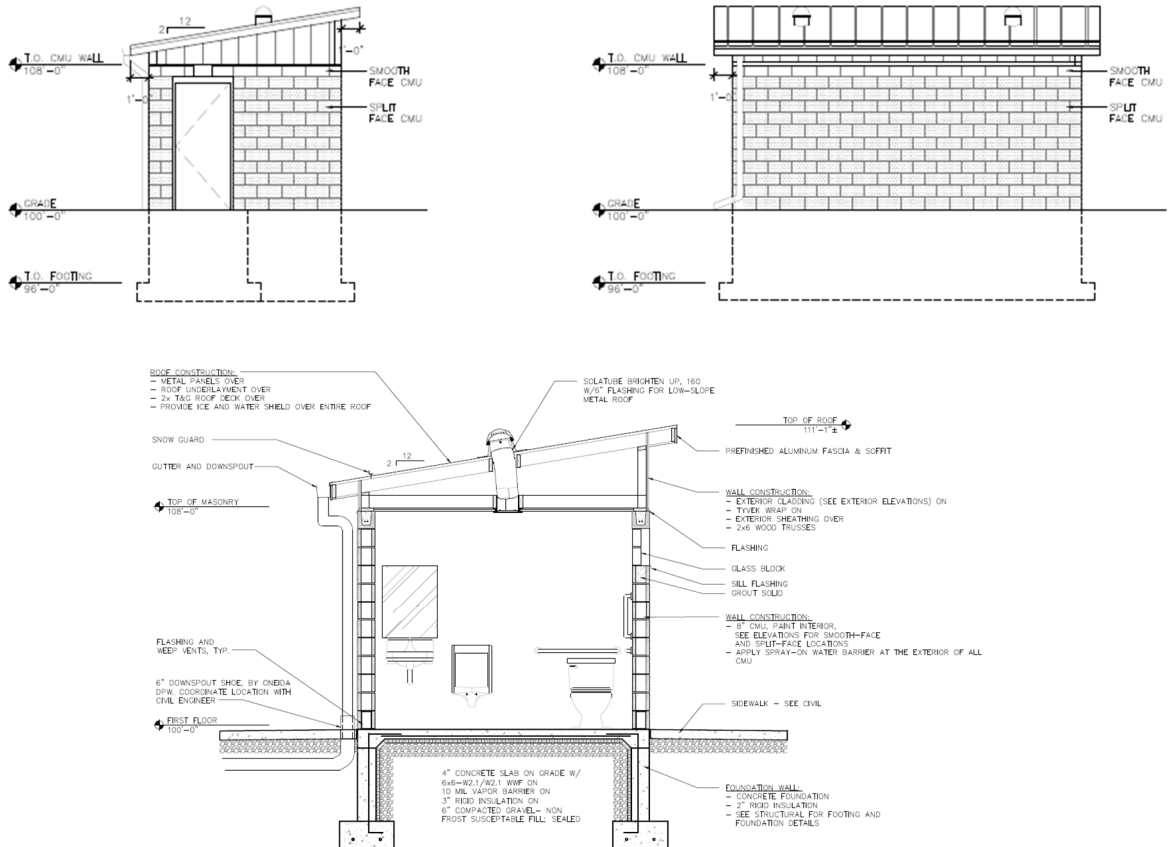 12
2
1'-0"
T.O. CMU WALL
108'-0"
SMOOTH
FACE CMU
1'-0"
SPLIT
FACE CMU
GRADE
100'-0"
T.O. FOOTING
96'-0"
T.O. CMU WALL
108'-0"
SMOOTH
FACE CMU
1'-0"
SPLIT
FACE CMU
GRADE
100'-0"
T.O. FOOTING
96'-0"
ROOF CONSTRUCTION:
- METAL PANELS OVER
- ROOF UNDERLAYMENT OVER
- 2x T&G ROOF DECK OVER
- PROVIDE ICE AND WATER SHIELD OVER ENTIRE ROOF
SNOW GUARD
GUTTER AND DOWNSPOUT
12
2
TOP OF MASONRY
108'-0"
SOLATUBE BRIGHTEN UP, 160
W/6" FLASHING FOR LOW-SLOPE
METAL ROOF
TOP OF ROOF
111'-1"±
PREFINISHED ALUMINUM FASCIA & SOFFIT
WALL CONSTRUCTION:
- EXTERIOR CLADDING (SEE EXTERIOR ELEVATIONS) ON
- TYVEK WRAP ON
- EXTERIOR SHEATHING OVER
- 2x6 WOOD TRUSSES
FLASHING
GLASS BLOCK
SILL FLASHING
GROUT SOLID
WALL CONSTRUCTION:
- 8" CMU, PAINT INTERIOR,
SEE ELEVATIONS FOR SMOOTH-FACE
AND SPLIT-FACE LOCATIONS
- APPLY SPRAY-ON WATER BARRIER AT THE EXTERIOR OF ALL
CMU
FLASHING AND
WEEP VENTS, TYP.
6" DOWNSPOUT SHOE, BY ONEIDA
DPW. COORDINATE LOCATION WITH
CIVIL ENGINEER
FIRST FLOOR
100'-0"
SIDEWALK - SEE CIVIL
4" CONCRETE SLAB ON GRADE W/
6x6-W2.1/W2.1 WWF ON
10 MIL VAPOR BARRIER ON
3" RIGID INSULATION ON
6" COMPACTED GRAVEL- NON
FROST SUSCEPTABLE FILL: SEALED
FOUNDATION WALL:
- CONCRETE FOUNDATION
- 2" RIGID INSULATION
- SEE STRUCTURAL FOR FOOTING AND
FOUNDATION DETAILS